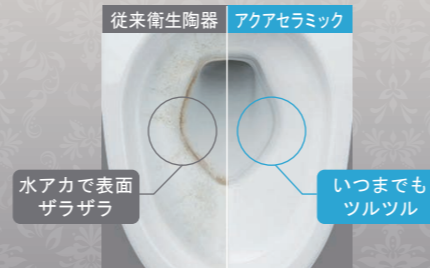 従来衛生陶器
アクアセラミック
水アカで表面
ザラザラ
いつまでも
ツルツル